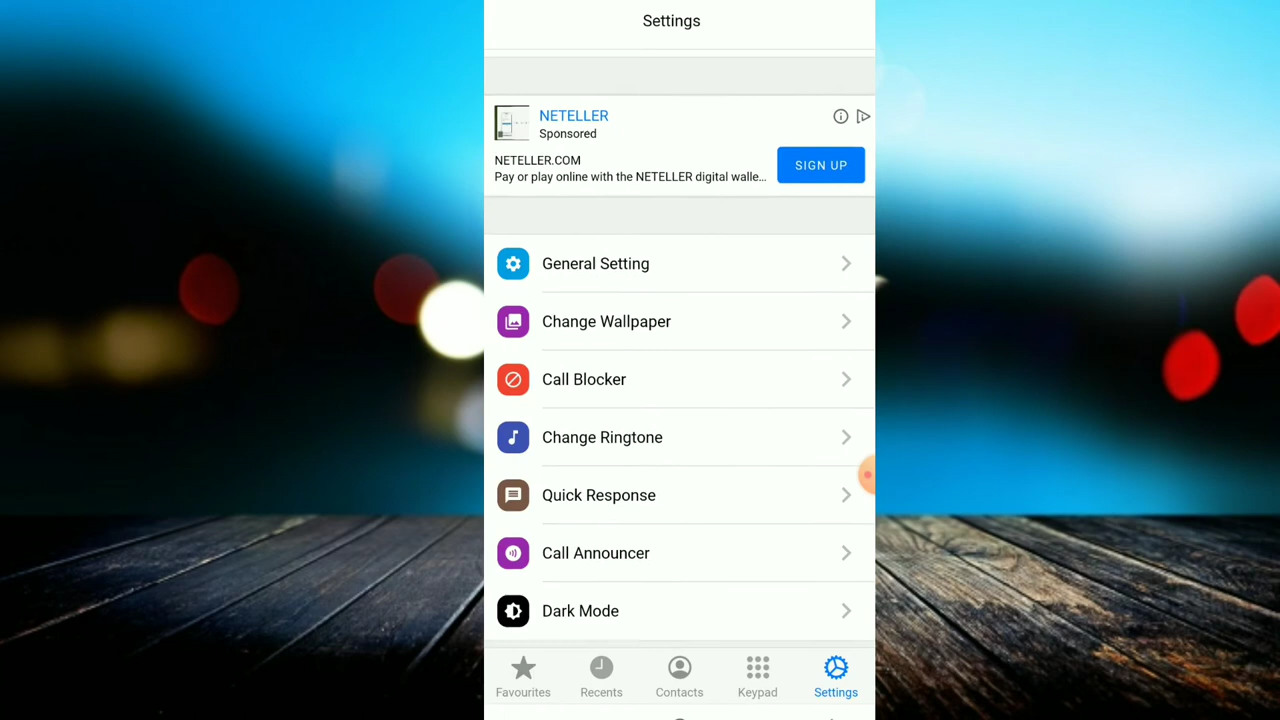 Settings
NETELLER
Sponsored
NETELLER.COM
Pay or play online with the NETELLER digital walle...
SIGN UP
General Setting
Change Wallpaper
Call Blocker
Change Ringtone
Quick Response
Call Announcer
Dark Mode
Favourites
Recents
Contacts
Keypad
Settings